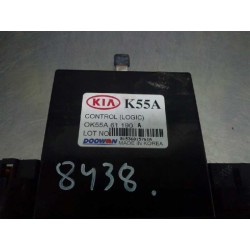 KIA K55A
CONTROL (LOGIC)
OK55A 61 190 A
LOT NO
DOOWON MADE IN KOREA
8438